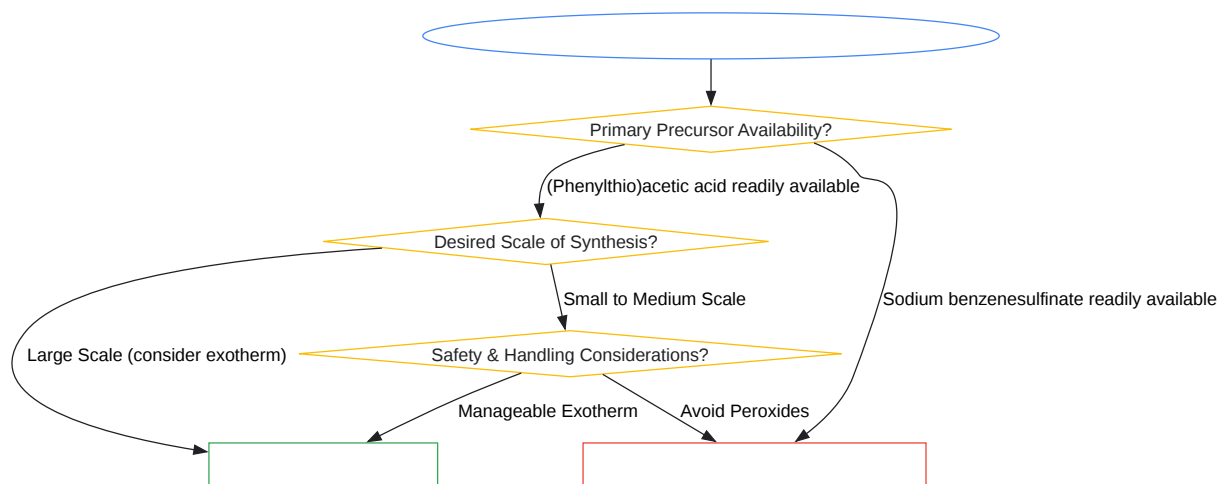 Primary Precursor Availability?
(Phenylthio)acetic acid readily available
Desired Scale of Synthesis?
Small to Medium Scale
Sodium benzenesulfinate readily available
Large Scale (consider exotherm)
Safety & Handling Considerations?
Manageable Exotherm
Avoid Peroxides